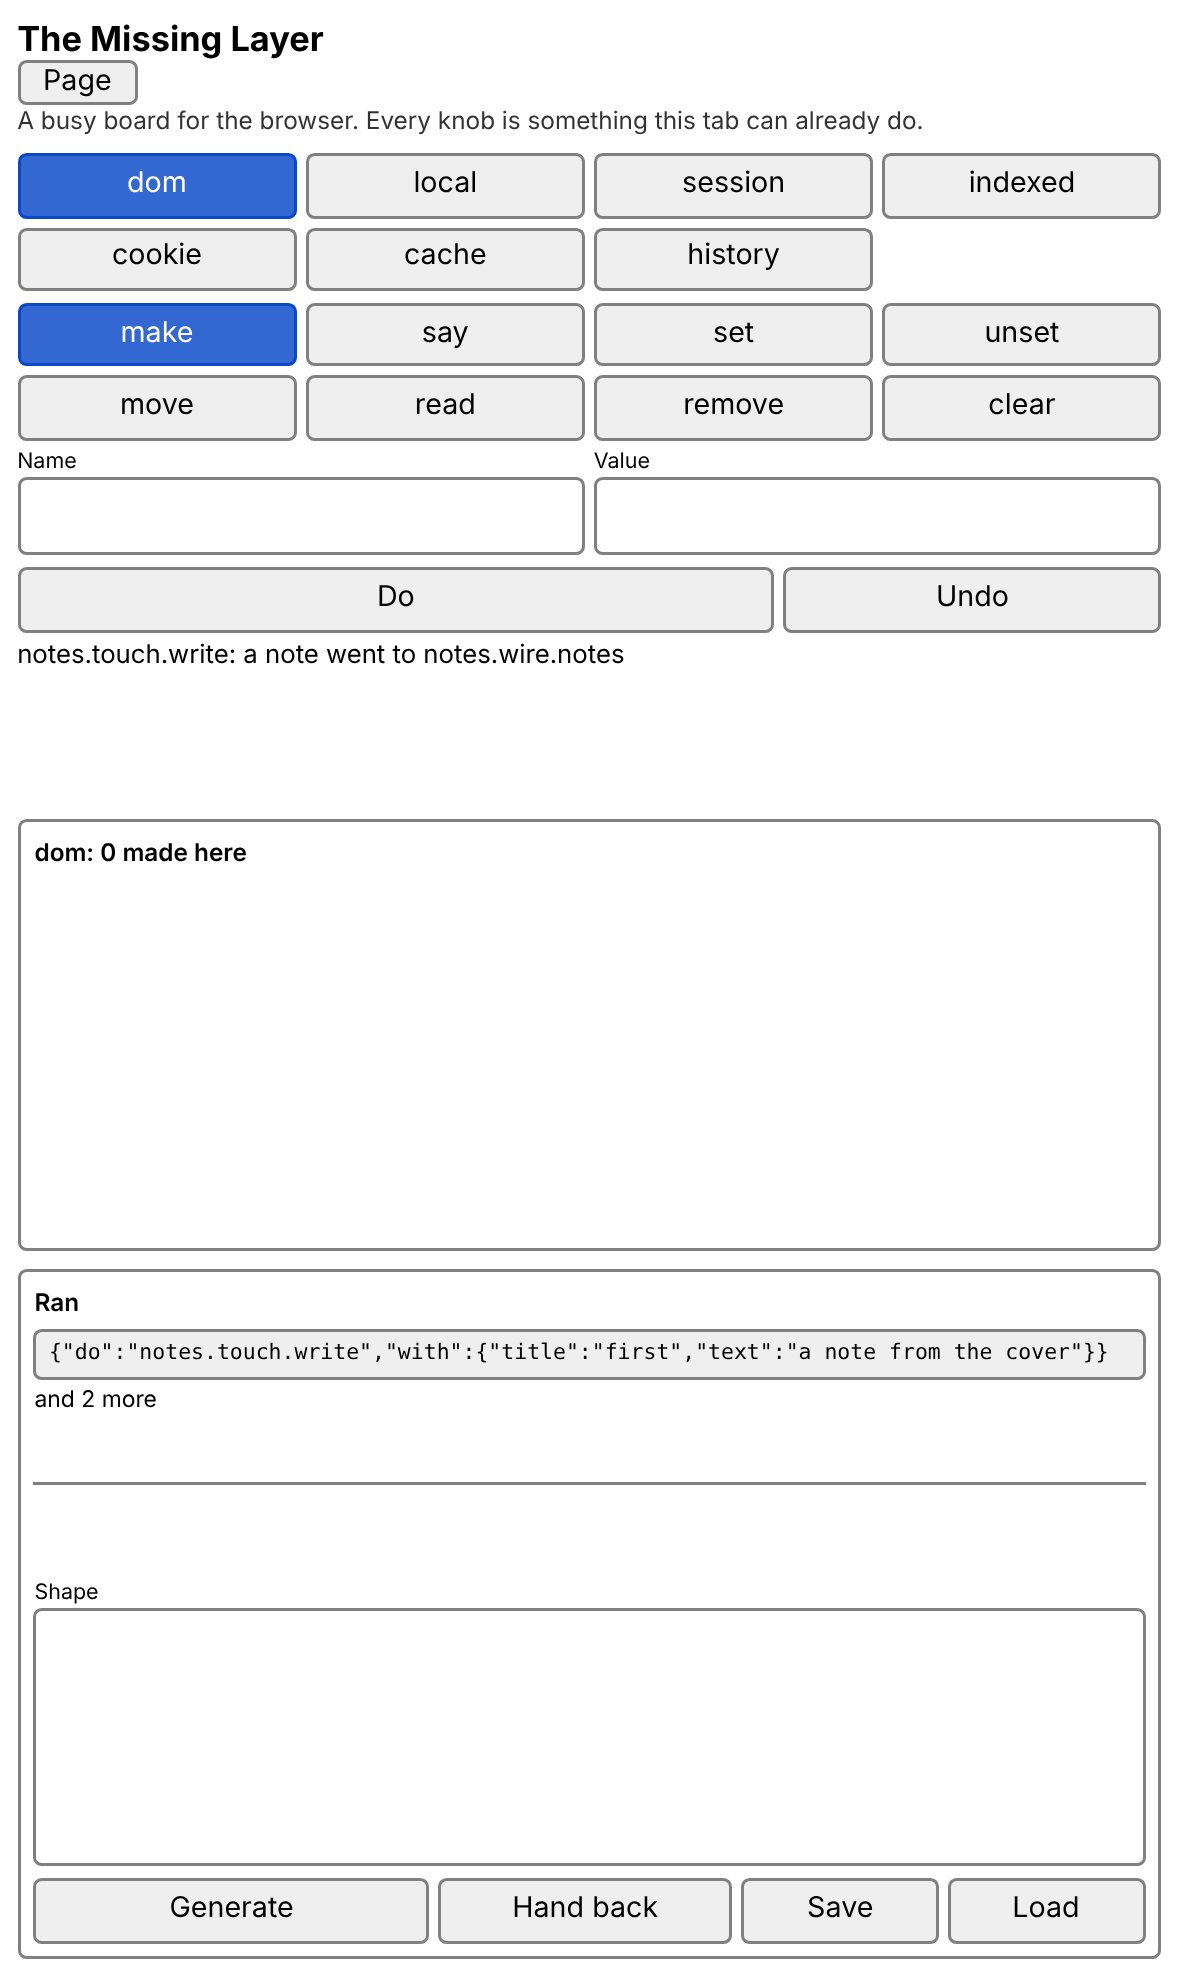 The Missing Layer
Page
A busy board for the browser. Every knob is something this tab can already do.
dom local session indexed
cookie cache history
make say set unset
move read remove clear
Name Value
Do Undo
notes.touch.write: a note went to notes.wire.notes
dom: 0 made here
Ran
{"do":"notes.touch.write","with":{"title":"first","text":"a note from the cover"}}
and 2 more
Shape
Generate Hand back Save Load